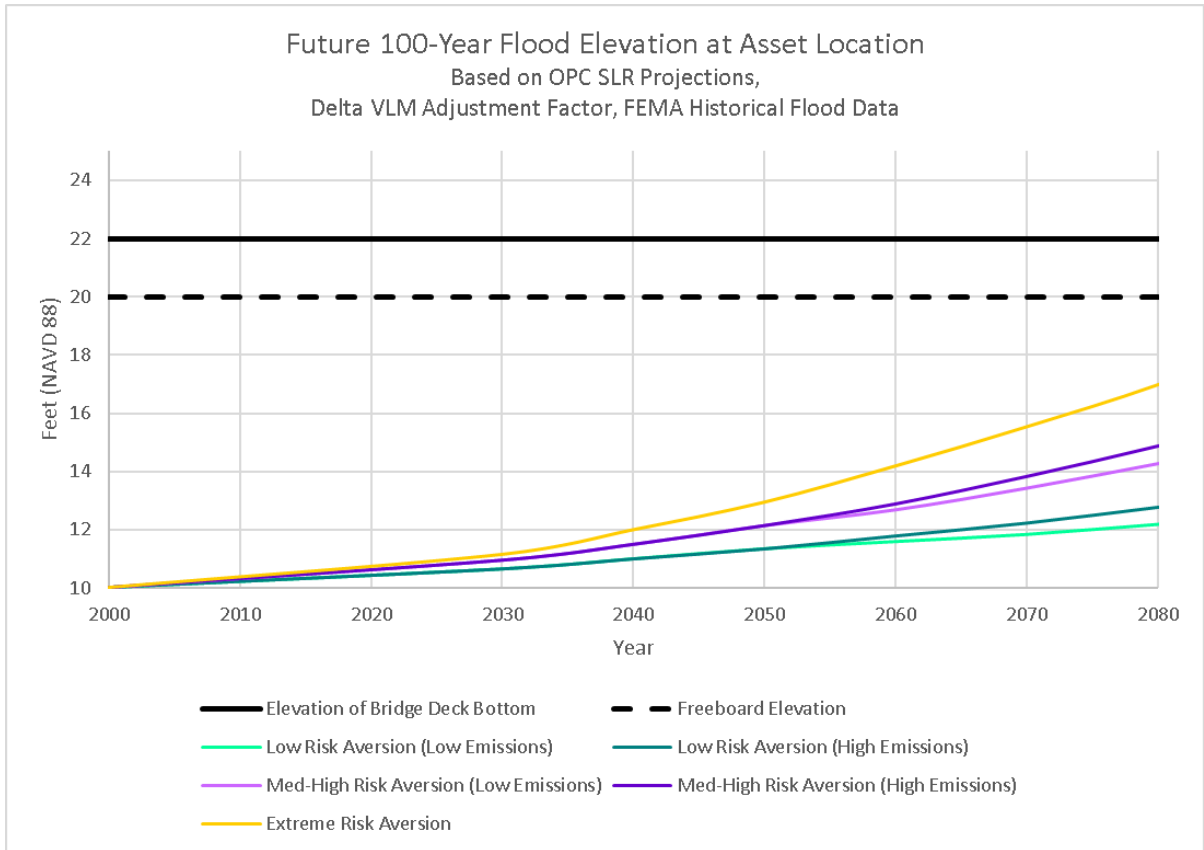 Future 100-Year Flood Elevation at Asset Location
Based on OPC SLR Projections,
Delta VLM Adjustment Factor, FEMA Historical Flood Data
24
22
20
18
16
14
12
10
Feet (NAVD 88)
2000 2010 2020 2030 2040 2050 2060 2070 2080
Year
Elevation of Bridge Deck Bottom
Freeboard Elevation
Low Risk Aversion (Low Emissions)
Low Risk Aversion (High Emissions)
Med-High Risk Aversion (Low Emissions)
Med-High Risk Aversion (High Emissions)
Extreme Risk Aversion